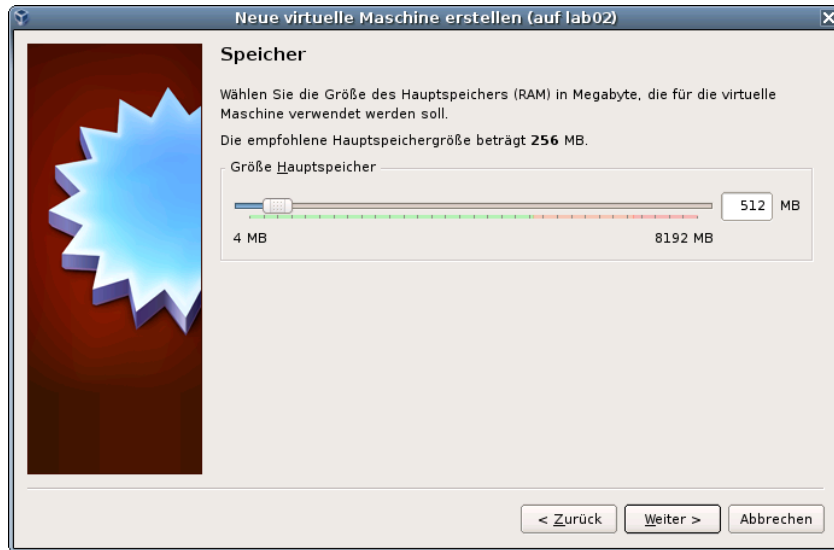 Neue virtuelle Maschine erstellen (auf lab02)
Speicher
Wählen Sie die Größe des Hauptspeichers (RAM) in Megabyte, die für die virtuelle
Maschine verwendet werden soll.
Die empfohlene Hauptspeichergröße beträgt 256 MB.
Größe Hauptspeicher
512 MB
4 MB 8192 MB
< Zurück Weiter > Abbrechen